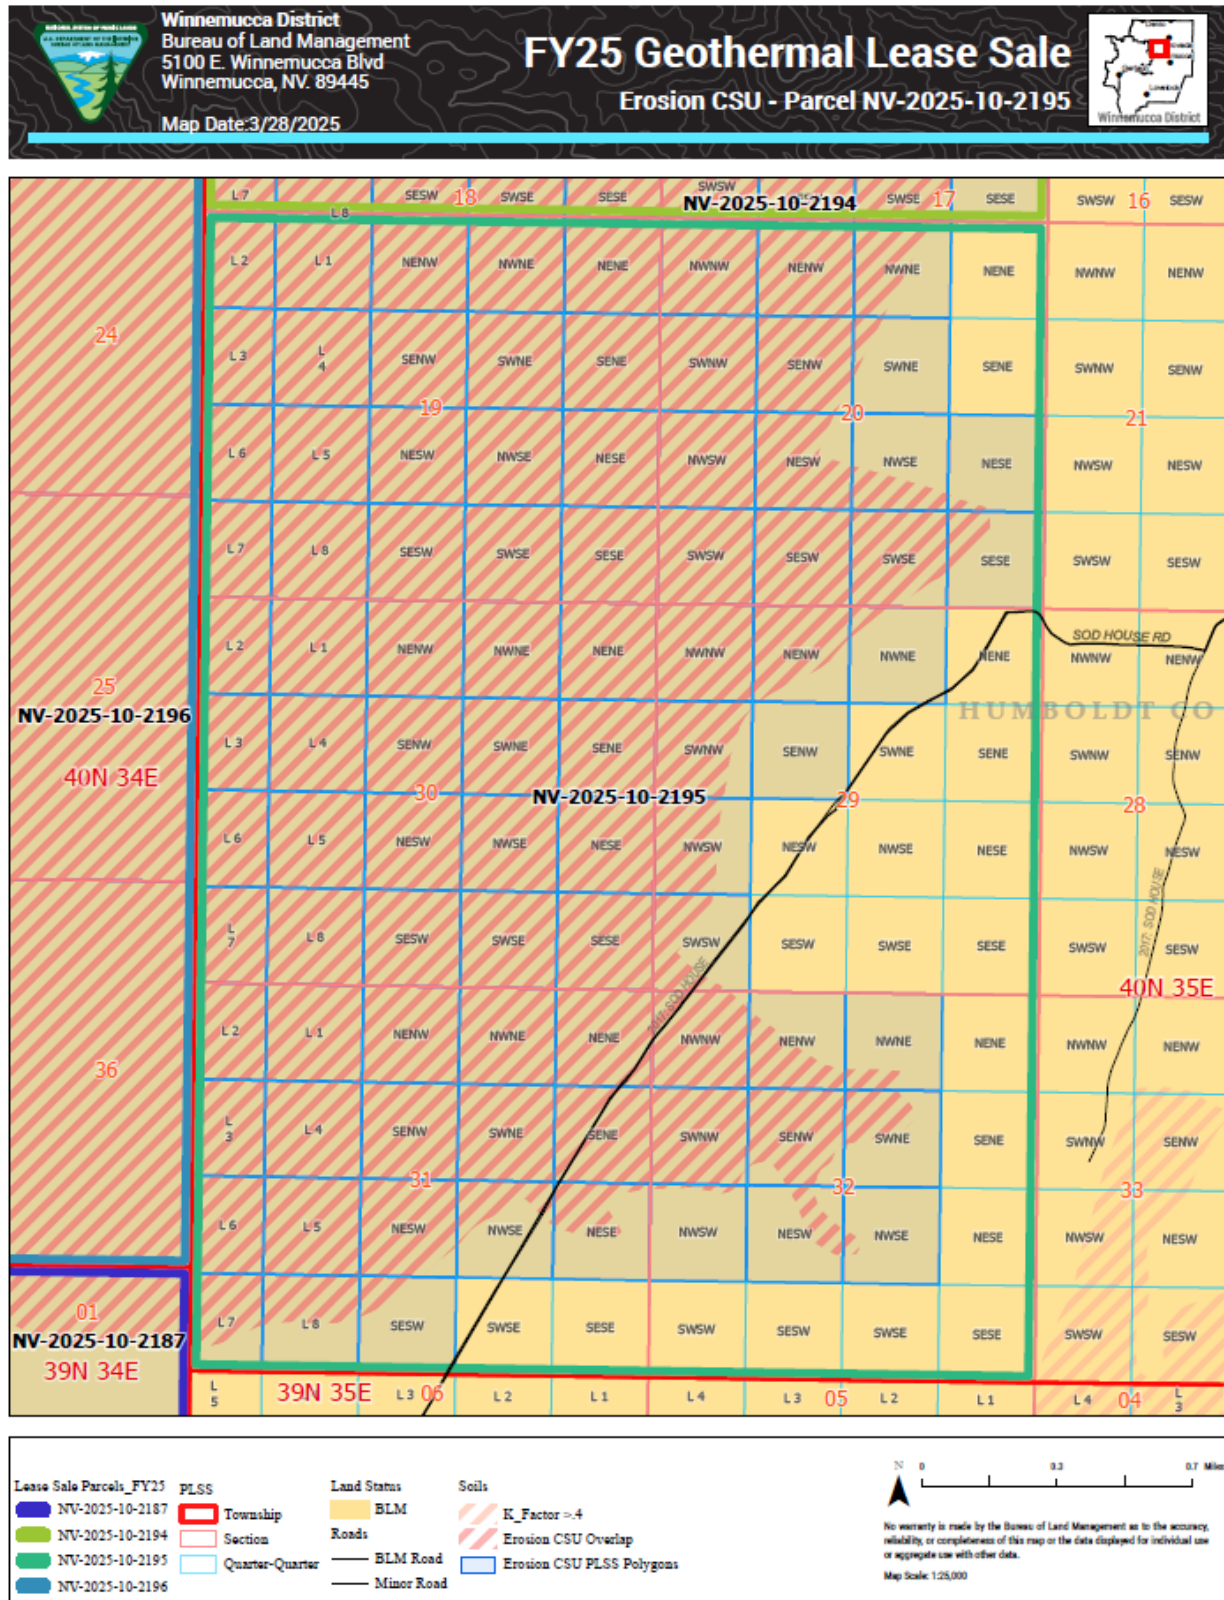 Winnemucca District
Bureau of Land Management
5100 E. Winnemucca Blvd
Winnemucca, NV. 89445
Map Date:3/28/2025
FY25 Geothermal Lease Sale
Erosion CSU - Parcel NV-2025-10-2195
Winnemucca District
L 7 SESW 18 SWSE SESE SWSW SWSE 17 SESE SWSW 16 SESW
L 8 NV-2025-10-2194
L 2 L 1 NENW NWNE NENE NWNW NENW NWNE NENE NWNW NENW
24
L 3 L 4 SENW SWNE SENE SWNW SENW SWNE SENE SWNW SENW
19 20 21
L 6 L 5 NESW NWSE NESE NWSW NESW NWSE NESE NWSW NESW
L 7 L 8 SESW SWSE SESE SWSW SESW SWSE SESE SWSW SESW
SOD HOUSE RD
L 2 L 1 NENW NWNE NENE NWNW NENW NWNE NENE NWNW NENW
25
NV-2025-10-2196
HUMBOLDT CO
L 3 L 4 SENW SWNE SENE SWNW SENW SWNE SENE SWNW SENW
40N 34E
30 NV-2025-10-2195 29 28
L 6 L 5 NESW NWSE NESE NWSW NESW NWSE NESE NWSW NESW
2017: SOD HOUSE
L 7 L 8 SESW SWSE SESE SWSW SESW SWSE SESE SWSW SESW
40N 35E
2017: SOD HOUSE
L 2 L 1 NENW NWNE NENE NWNW NENW NWNE NENE NWNW NENW
36
L 3 L 4 SENW SWNE SENE SWNW SENW SWNE SENE SWNW SENW
31 32 33
L 6 L 5 NESW NWSE NESE NWSW NESW NWSE NESE NWSW NESW
01
L 7 L 8 SESW SWSE SESE SWSW SESW SWSE SESE SWSW SESW
NV-2025-10-2187
39N 34E
L 5 39N 35E L 3 06 L 2 L 1 L 4 L 3 05 L 2 L 1 L 4 04 L 3
Lease Sale Parcels_FY25
NV-2025-10-2187
NV-2025-10-2194
NV-2025-10-2195
NV-2025-10-2196
PLSS
Township
Section
Quarter-Quarter
Land Status
BLM
Roads
BLM Road
Minor Road
Soils
K_Factor >.4
Erosion CSU Overlap
Erosion CSU PLSS Polygons
N
0 0.3 0.7 Miles
No warranty is made by the Bureau of Land Management as to the accuracy,
reliability, or completeness of this map or the data displayed for individual use
or aggregate use with other data.
Map Scale: 1:25,000